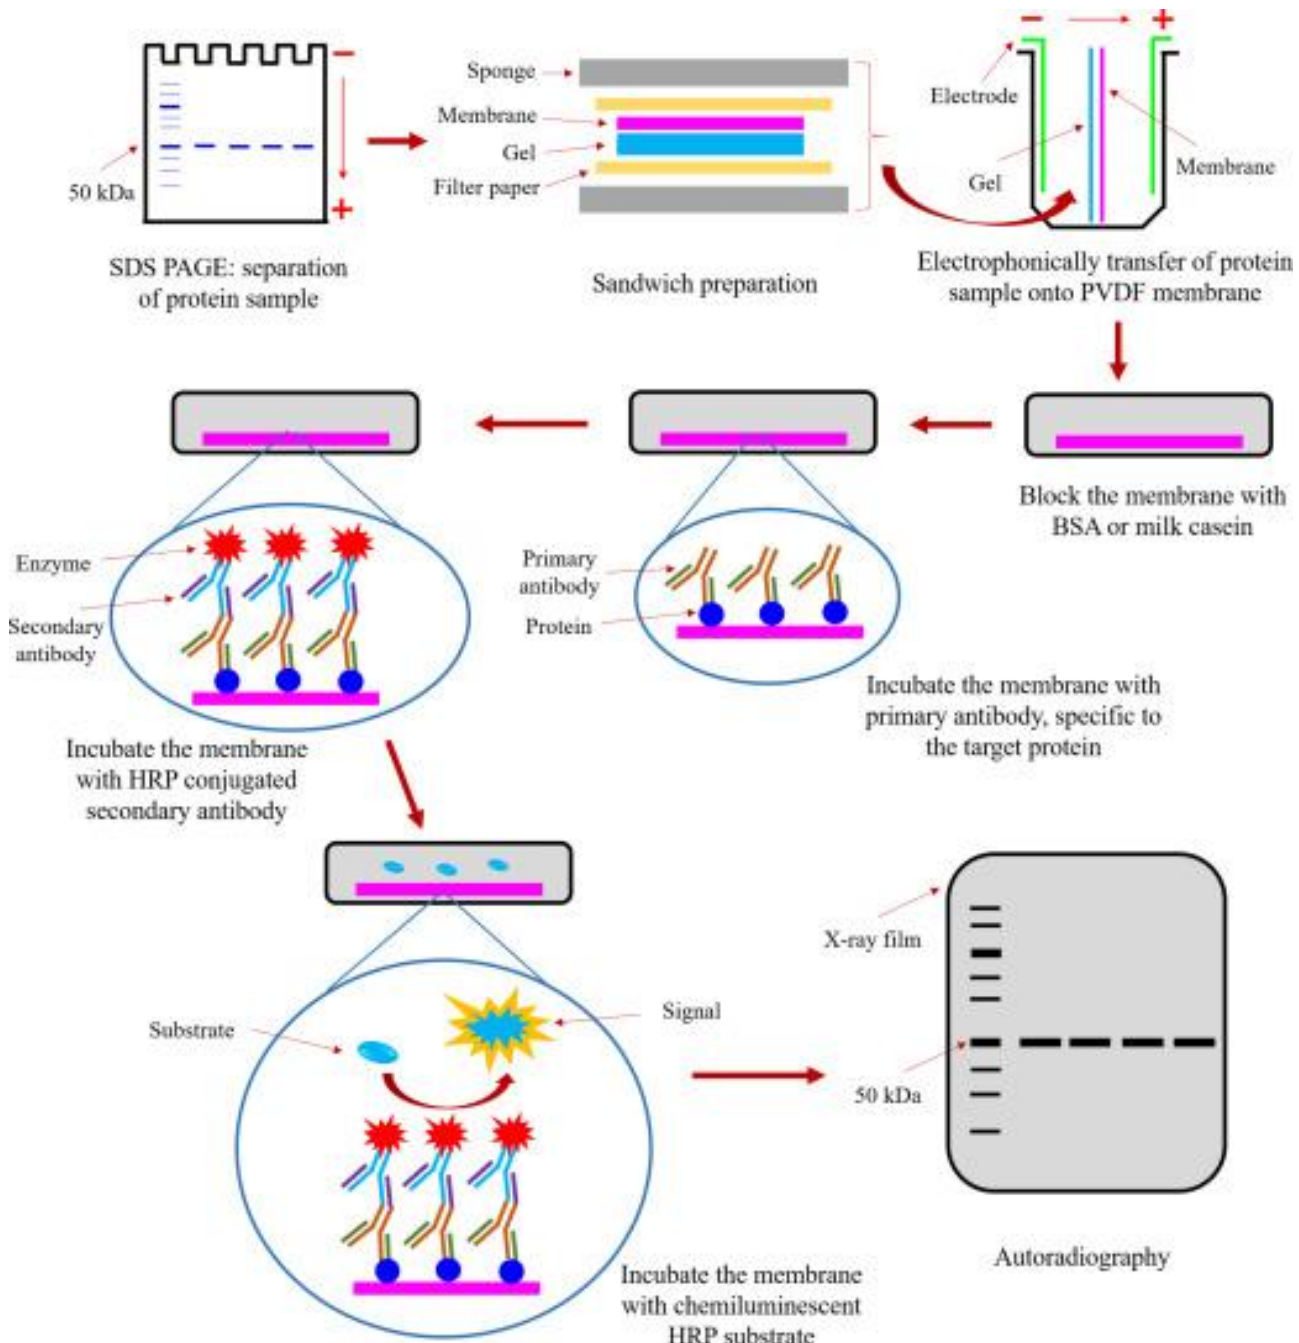 −
50 kDa
+
SDS PAGE: separation
of protein sample
Sponge
Membrane
Gel
Filter paper
Sandwich preparation
− +
Electrode
Membrane
Gel
Electrophonically transfer of protein
sample onto PVDF membrane
Block the membrane with
BSA or milk casein
Primary
antibody
Protein
Incubate the membrane with
primary antibody, specific to
the target protein
Enzyme
Secondary
antibody
Incubate the membrane
with HRP conjugated
secondary antibody
Substrate
Signal
Incubate the membrane
with chemiluminescent
HRP substrate
X-ray film
50 kDa
Autoradiography